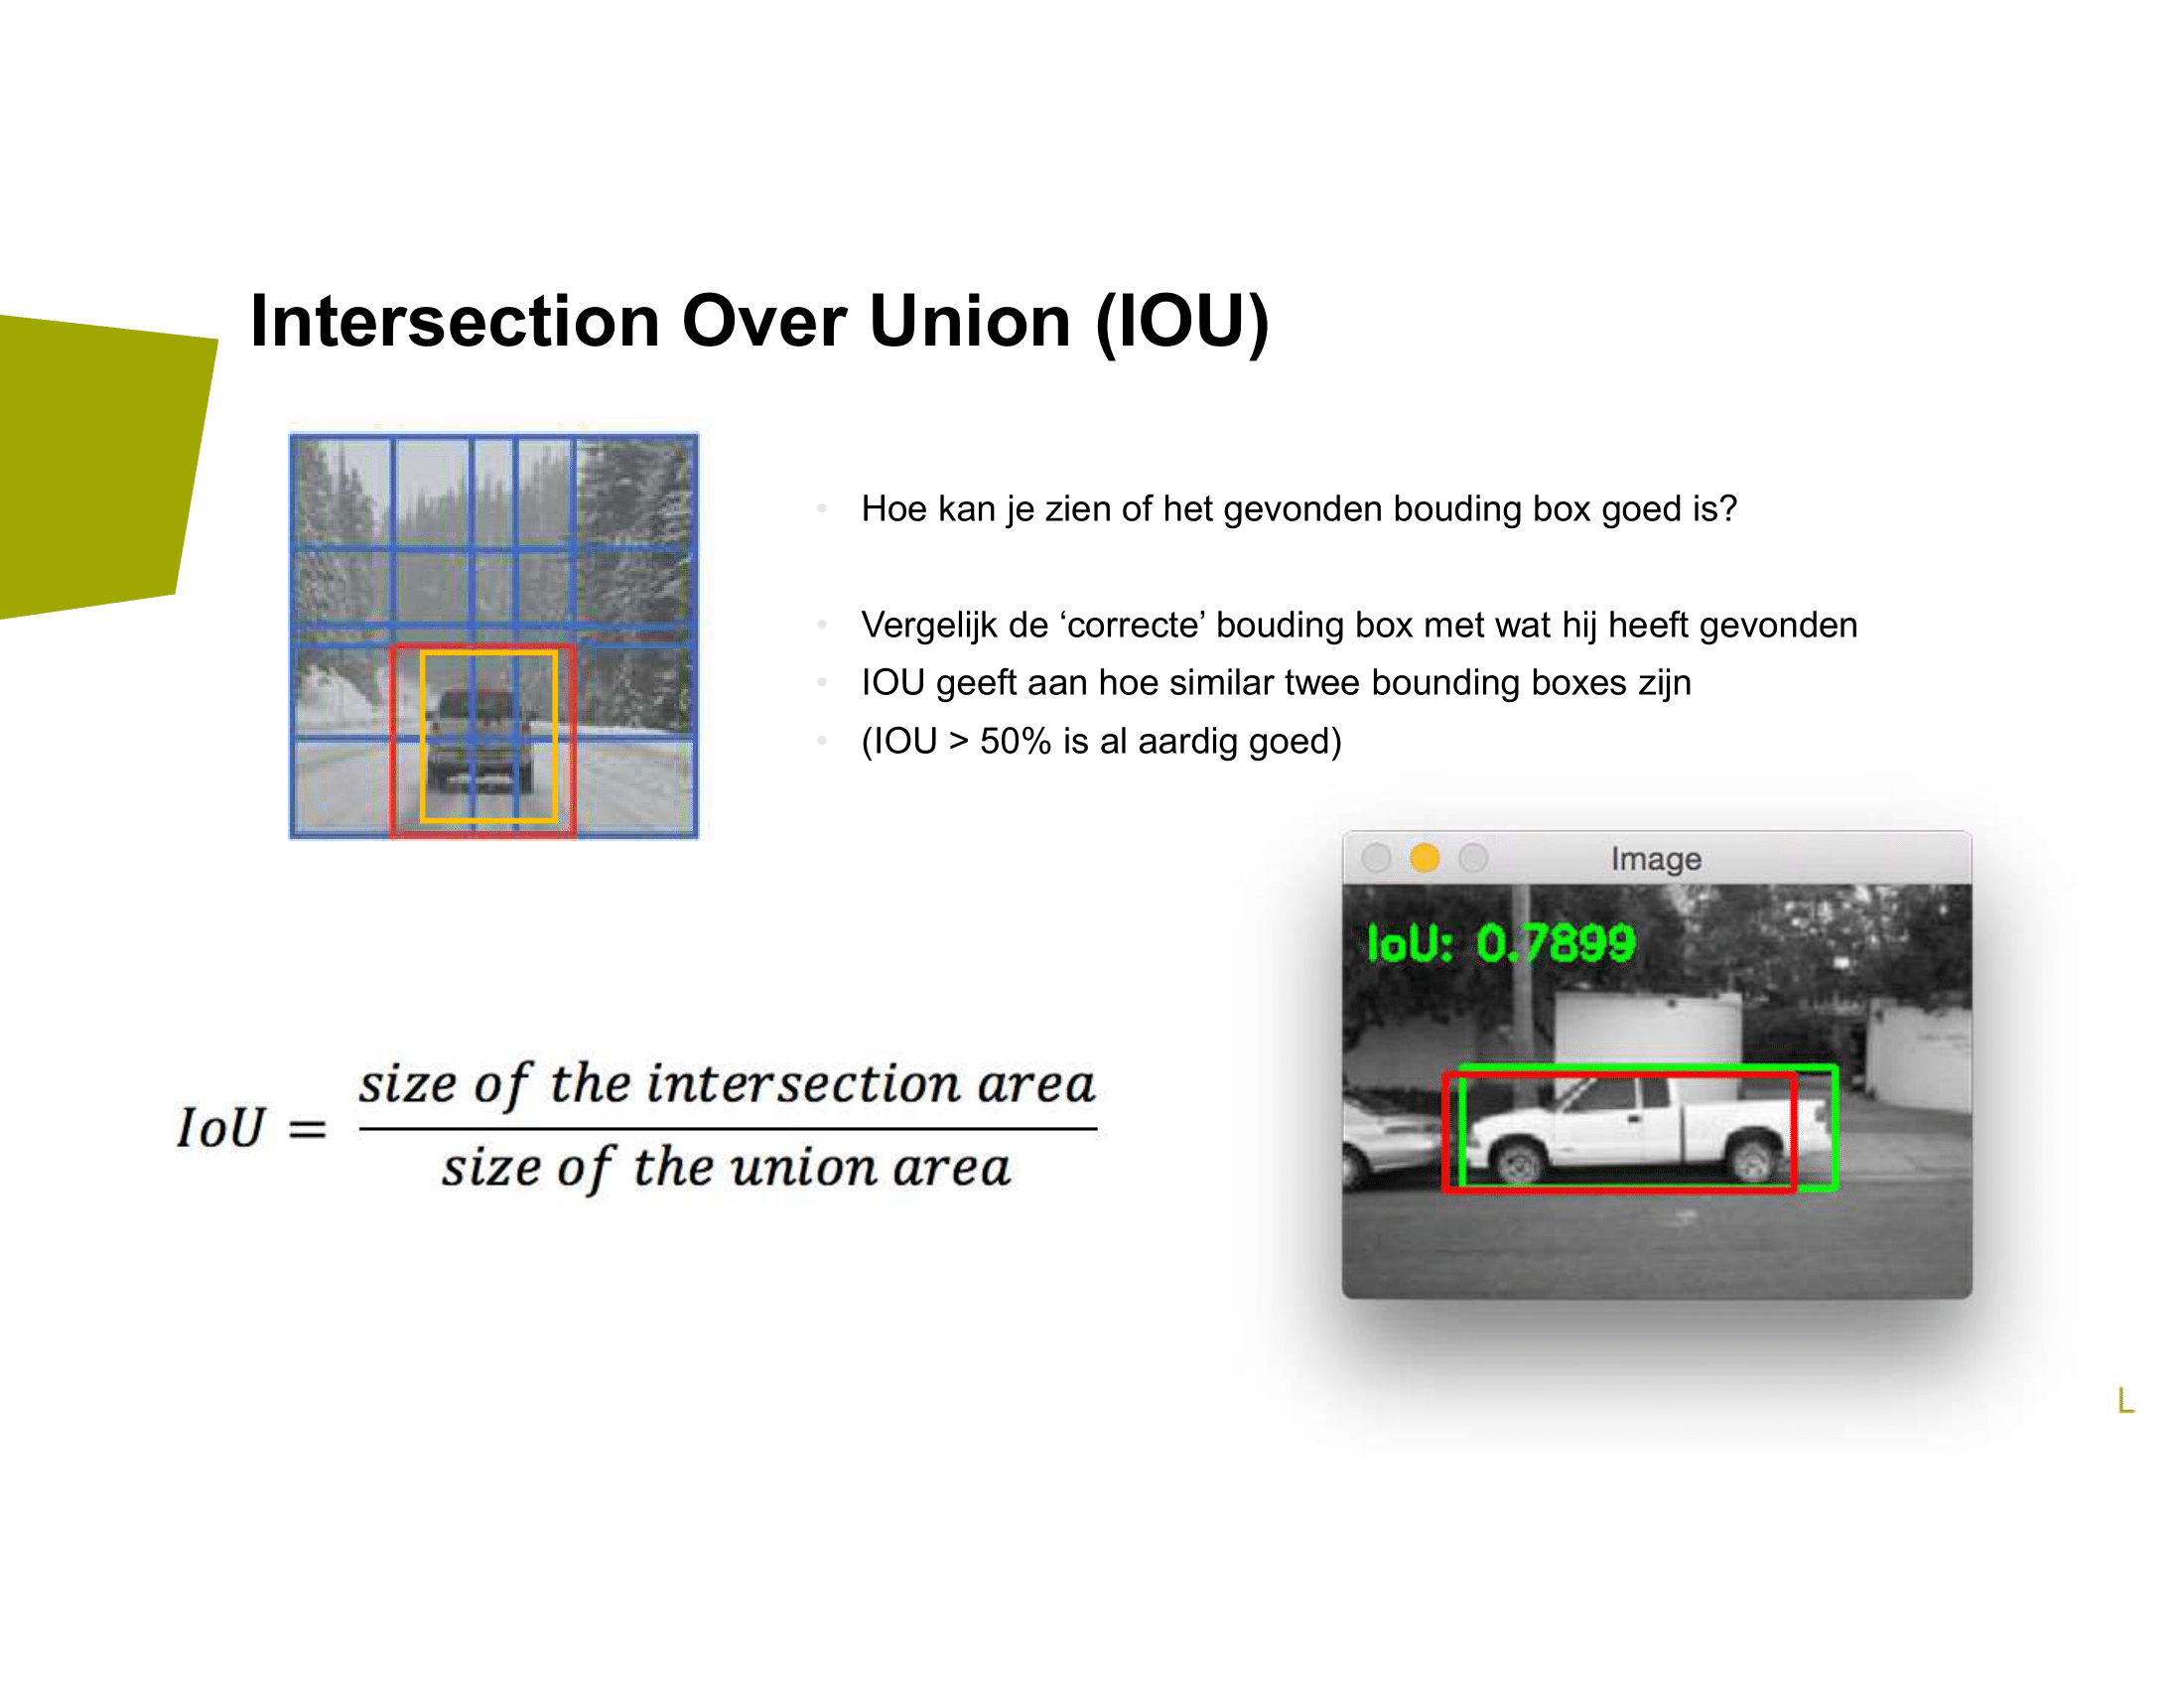 Intersection Over Union (IOU)
• Hoe kan je zien of het gevonden bouding box goed is?
• Vergelijk de ‘correcte’ bouding box met wat hij heeft gevonden
• IOU geeft aan hoe similar twee bounding boxes zijn
• (IOU > 50% is al aardig goed)
Image
IoU: 0.7899
IoU = size of the intersection area
size of the union area
L